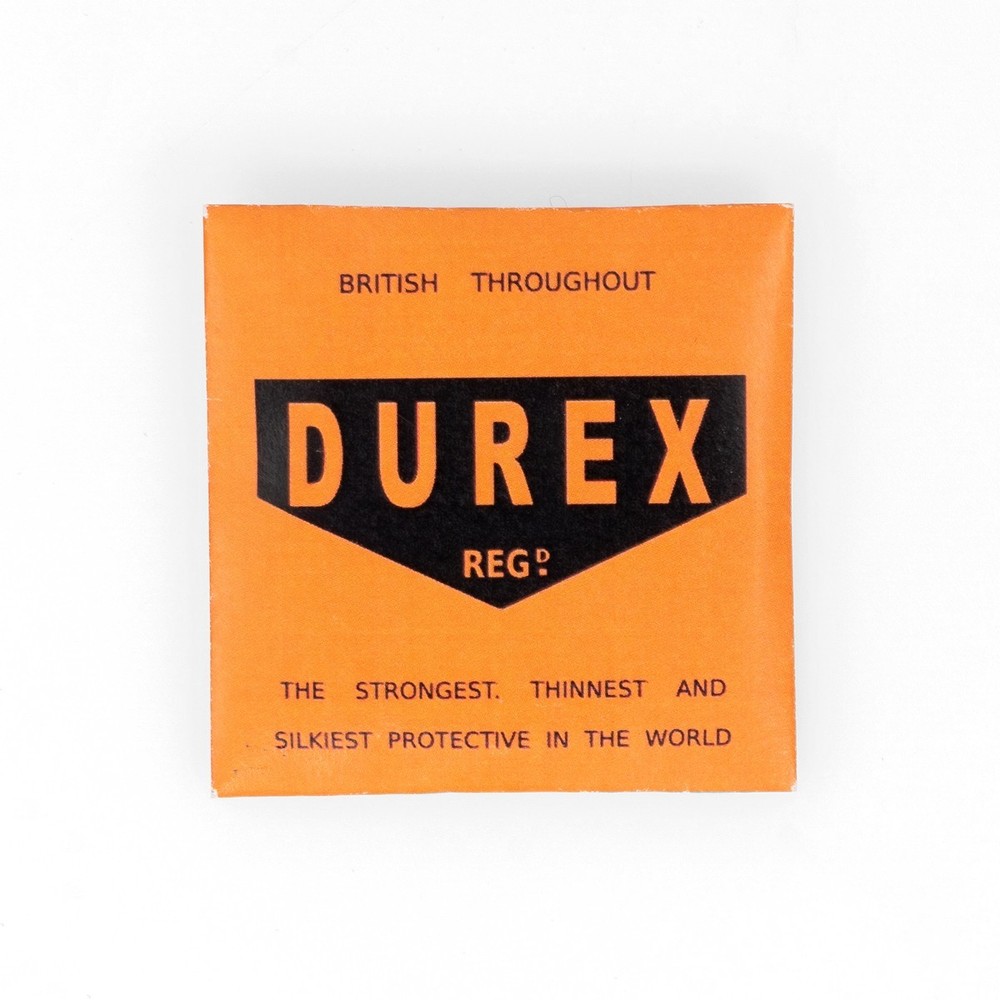 BRITISH THROUGHOUT
DUREX
REGᴰ.
THE STRONGEST. THINNEST AND
SILKIEST PROTECTIVE IN THE WORLD